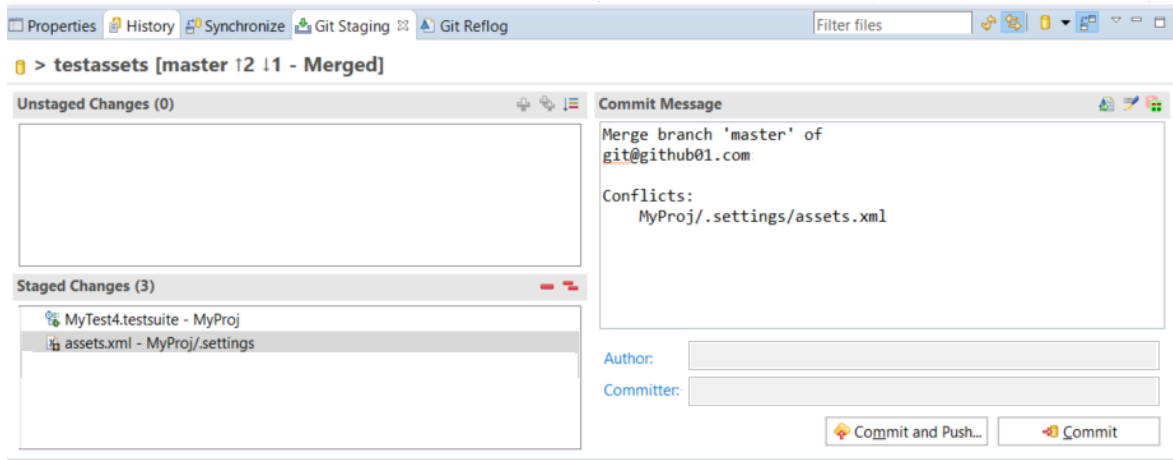 Properties History Synchronize Git Staging Git Reflog Filter files
> testassets [master ↑2 ↓1 - Merged]
Unstaged Changes (0)
Commit Message
Merge branch 'master' of
git@github01.com
Conflicts:
MyProj/.settings/assets.xml
Staged Changes (3)
MyTest4.testsuite - MyProj
assets.xml - MyProj/.settings
Author:
Committer:
Commit and Push...
Commit